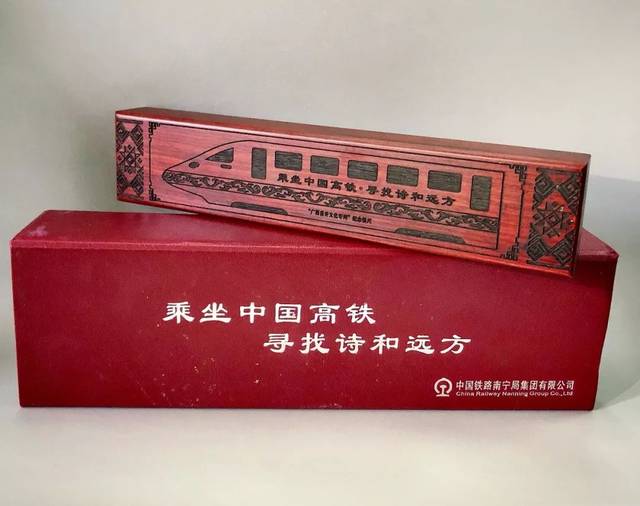 乘坐中国高铁·寻找诗和远方
乘坐中国高铁
寻找诗和远方
中国铁路南宁局集团有限公司
China Railway Nanning Group Co.,Ltd